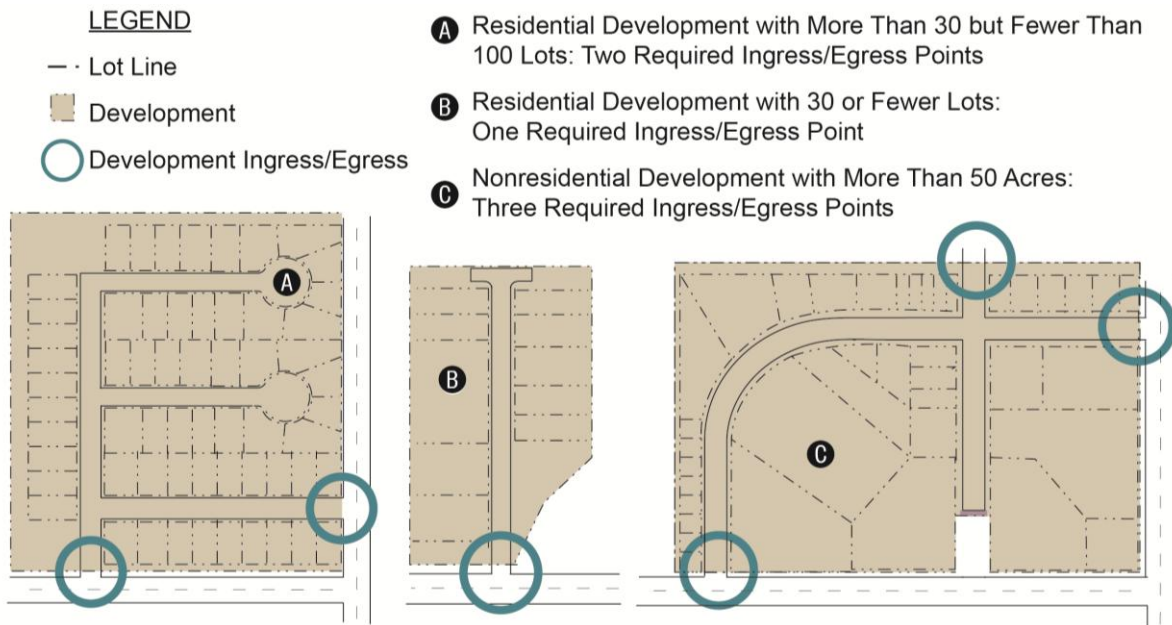 LEGEND
Lot Line
Development
Development Ingress/Egress
A Residential Development with More Than 30 but Fewer Than
100 Lots: Two Required Ingress/Egress Points
B Residential Development with 30 or Fewer Lots:
One Required Ingress/Egress Point
C Nonresidential Development with More Than 50 Acres:
Three Required Ingress/Egress Points
A
B
C